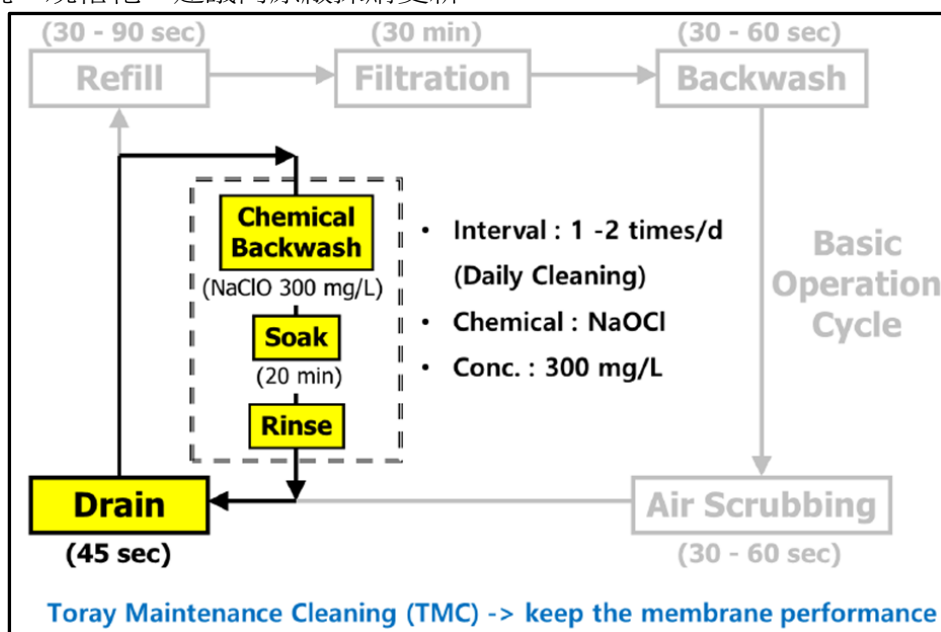 (30 - 90 sec)
(30 min)
(30 - 60 sec)
Refill
Filtration
Backwash
Chemical
Backwash
(NaClO 300 mg/L)
Soak
(20 min)
Rinse
• Interval : 1 -2 times/d
(Daily Cleaning)
• Chemical : NaOCl
• Conc. : 300 mg/L
Basic
Operation
Cycle
Drain
(45 sec)
Air Scrubbing
(30 - 60 sec)
Toray Maintenance Cleaning (TMC) -> keep the membrane performance